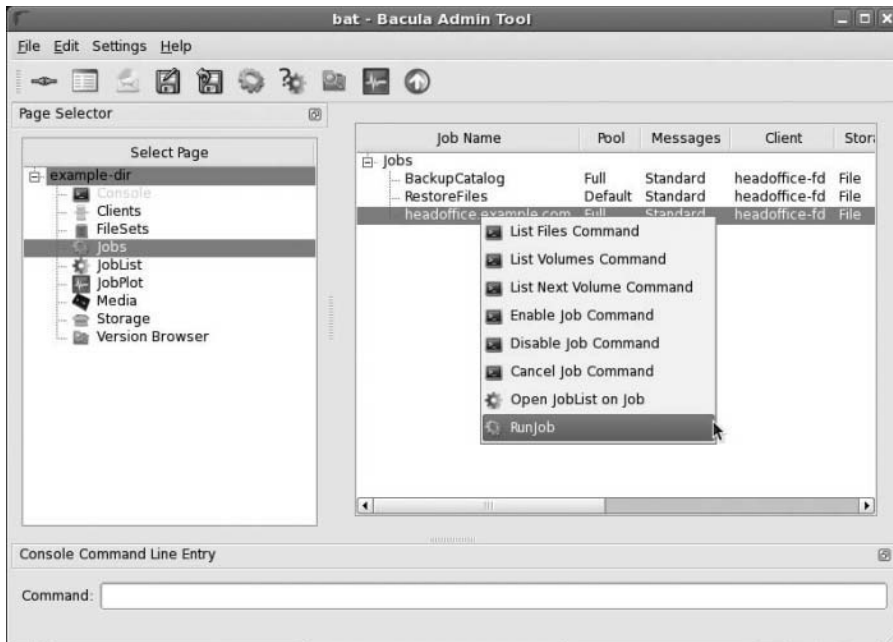 bat - Bacula Admin Tool
File Edit Settings Help
Page Selector
Select Page
example-dir
Console
Clients
FileSets
Jobs
JobList
JobPlot
Media
Storage
Version Browser
Job Name Pool Messages Client Stor
Jobs
BackupCatalog Full Standard headoffice-fd File
RestoreFiles Default Standard headoffice-fd File
headoffice.example.com Full Standard headoffice-fd File
List Files Command
List Volumes Command
List Next Volume Command
Enable Job Command
Disable Job Command
Cancel Job Command
Open JobList on Job
RunJob
Console Command Line Entry
Command: